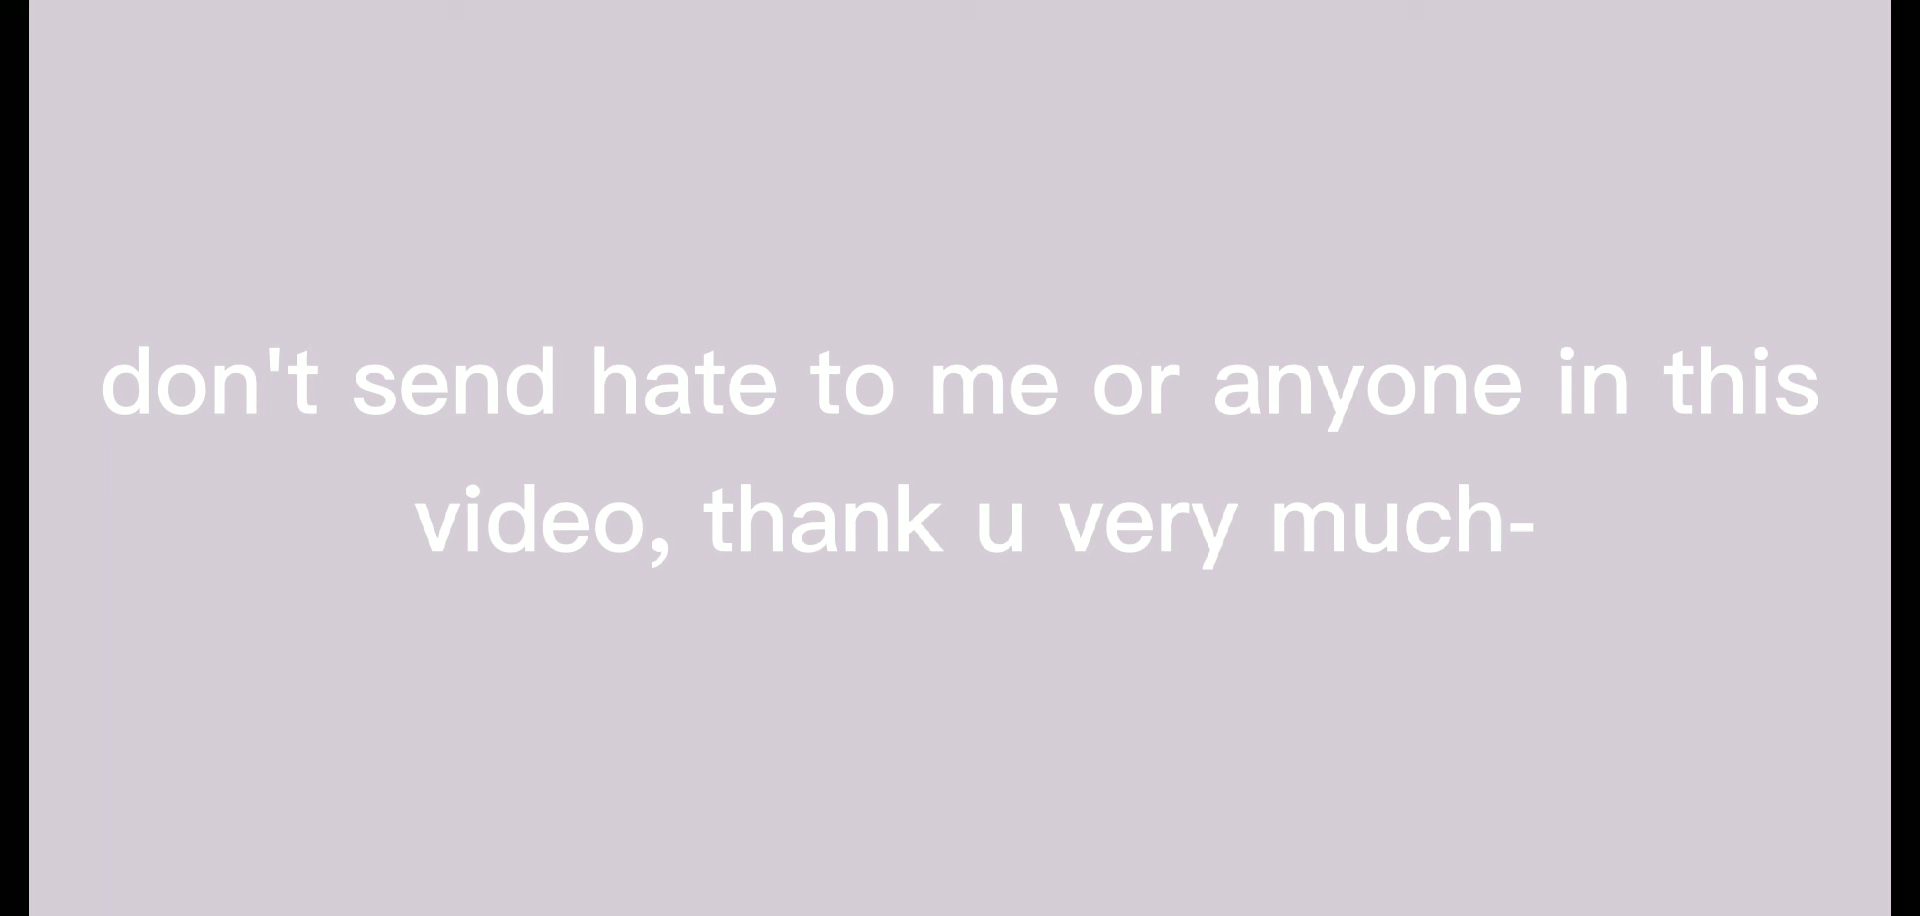 don't send hate to me or anyone in this
video, thank u very much-